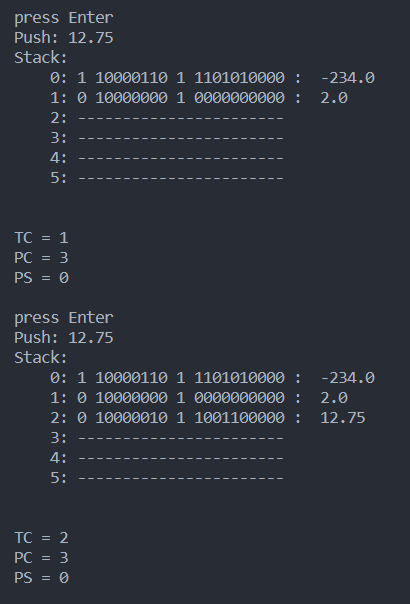 press Enter
Push: 12.75
Stack:
0: 1 10000110 1 1101010000 : -234.0
1: 0 10000000 1 0000000000 : 2.0
2: -----------------------
3: -----------------------
4: -----------------------
5: -----------------------
TC = 1
PC = 3
PS = 0
press Enter
Push: 12.75
Stack:
0: 1 10000110 1 1101010000 : -234.0
1: 0 10000000 1 0000000000 : 2.0
2: 0 10000010 1 1001100000 : 12.75
3: -----------------------
4: -----------------------
5: -----------------------
TC = 2
PC = 3
PS = 0